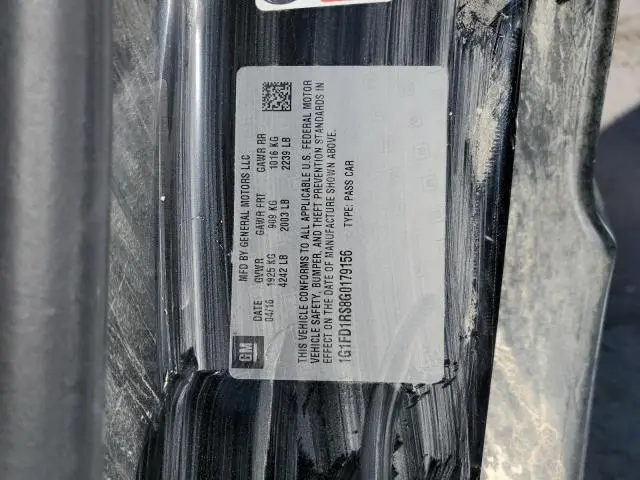 MFD BY GENERAL MOTORS LLC
DATE GVWR GAWR FRT GAWR RR
04/16 1925 KG 909 KG 1016 KG
4242 LB 2003 LB 2239 LB
THIS VEHICLE CONFORMS TO ALL APPLICABLE U.S. FEDERAL MOTOR
VEHICLE SAFETY, BUMPER, AND THEFT PREVENTION STANDARDS IN
EFFECT ON THE DATE OF MANUFACTURE SHOWN ABOVE.
1G1FD1RS8G0179156 TYPE: PASS CAR
GM